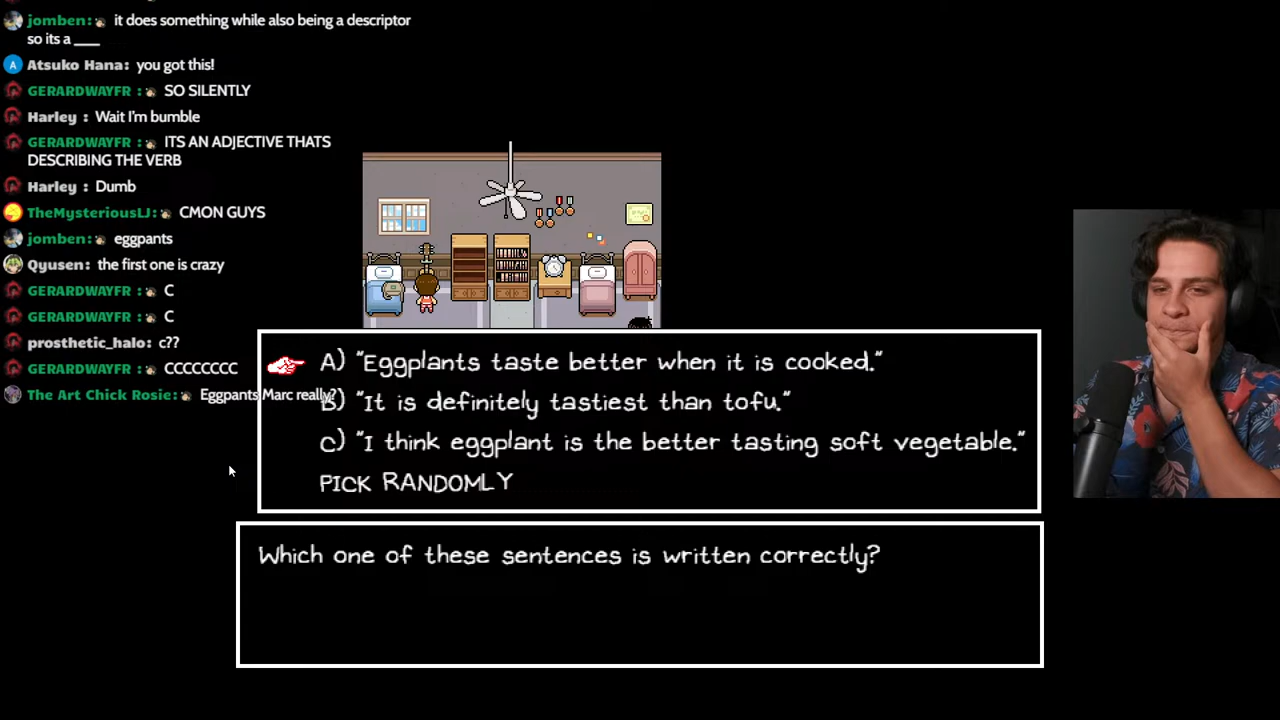 jomben: it does something while also being a descriptor
so its a ____
A Atsuko Hana: you got this!
GERARDWAYFR : SO SILENTLY
Harley : Wait I'm bumble
GERARDWAYFR : ITS AN ADJECTIVE THATS
DESCRIBING THE VERB
Harley : Dumb
TheMysteriousLJ: CMON GUYS
jomben: eggpants
Qyusen: the first one is crazy
GERARDWAYFR : C
GERARDWAYFR : C
prosthetic_halo: c??
GERARDWAYFR : CCCCCCCC
The Art Chick Rosie: Eggpants Marc really?
A) "Eggplants taste better when it is cooked."
B) "It is definitely tastiest than tofu."
C) "I think eggplant is the better tasting soft vegetable."
PICK RANDOMLY
Which one of these sentences is written correctly?